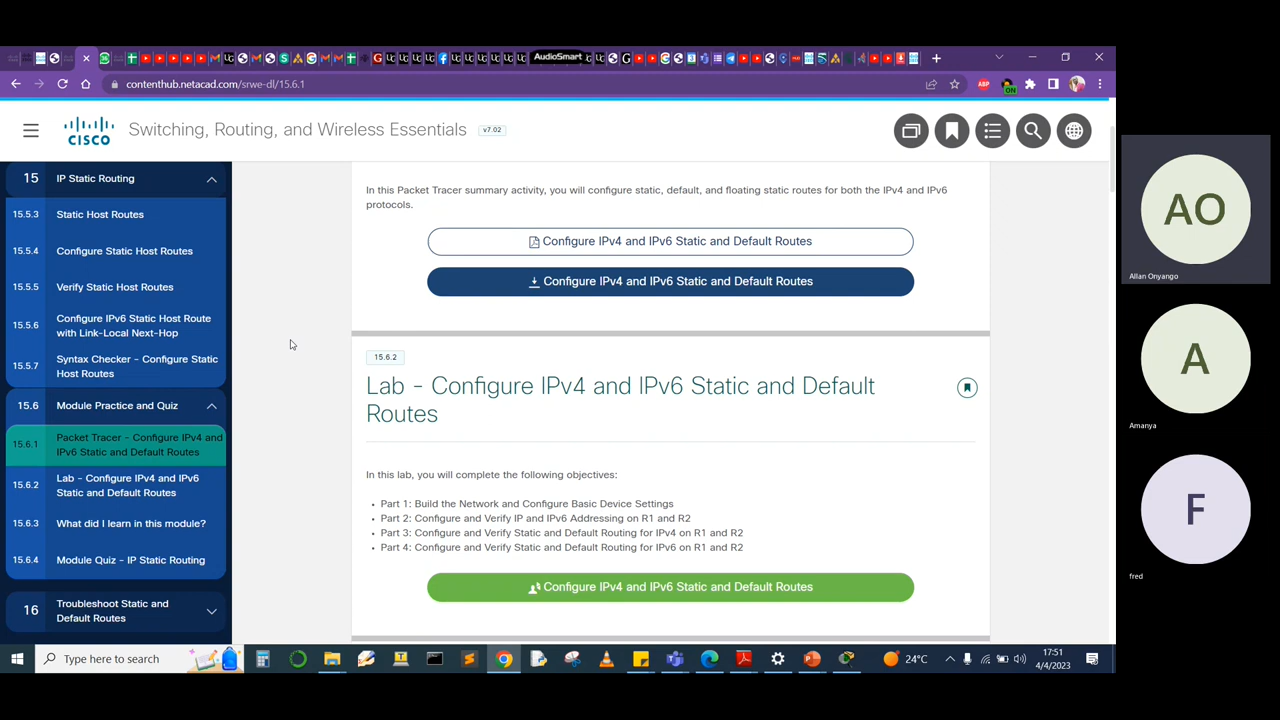 AudioSmart
contenthub.netacad.com/srwe-dl/15.6.1
ABP
ON
CISCO
Switching, Routing, and Wireless Essentials
v7.02
15 IP Static Routing
15.5.3 Static Host Routes
15.5.4 Configure Static Host Routes
15.5.5 Verify Static Host Routes
15.5.6 Configure IPv6 Static Host Route
with Link-Local Next-Hop
15.5.7 Syntax Checker - Configure Static
Host Routes
15.6 Module Practice and Quiz
15.6.1 Packet Tracer - Configure IPv4 and
IPv6 Static and Default Routes
15.6.2 Lab - Configure IPv4 and IPv6
Static and Default Routes
15.6.3 What did I learn in this module?
15.6.4 Module Quiz - IP Static Routing
16 Troubleshoot Static and
Default Routes
In this Packet Tracer summary activity, you will configure static, default, and floating static routes for both the IPv4 and IPv6
protocols.
Configure IPv4 and IPv6 Static and Default Routes
Configure IPv4 and IPv6 Static and Default Routes
15.6.2
Lab - Configure IPv4 and IPv6 Static and Default
Routes
In this lab, you will complete the following objectives:
• Part 1: Build the Network and Configure Basic Device Settings
• Part 2: Configure and Verify IP and IPv6 Addressing on R1 and R2
• Part 3: Configure and Verify Static and Default Routing for IPv4 on R1 and R2
• Part 4: Configure and Verify Static and Default Routing for IPv6 on R1 and R2
Configure IPv4 and IPv6 Static and Default Routes
AO
Allan Onyango
A
Amanya
F
fred
Type here to search
24°C
17:51
4/4/2023